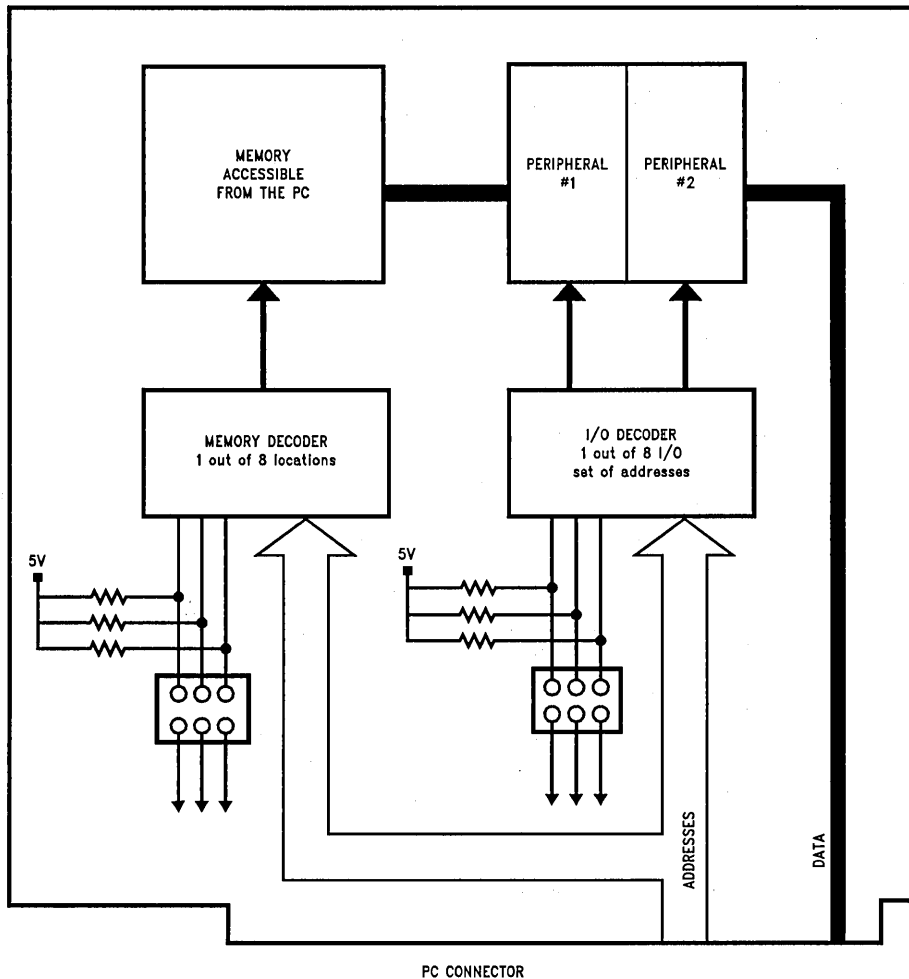 MEMORY
ACCESSIBLE
FROM THE PC
PERIPHERAL
#1
PERIPHERAL
#2
MEMORY DECODER
1 out of 8 locations
I/O DECODER
1 out of 8 I/O
set of addresses
5V
5V
ADDRESSES
DATA
PC CONNECTOR